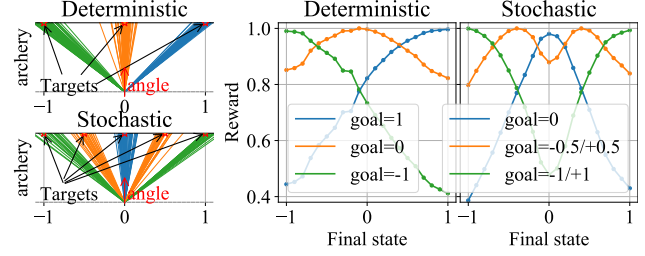 Deterministic
archery
Targets
angle
−1 0 1
Stochastic
archery
Targets
angle
−1 0 1
Deterministic
Reward
1.0
0.8
0.6
0.4
goal=1
goal=0
goal=-1
−1 0 1
Final state
Stochastic
goal=0
goal=-0.5/+0.5
goal=-1/+1
−1 0 1
Final state